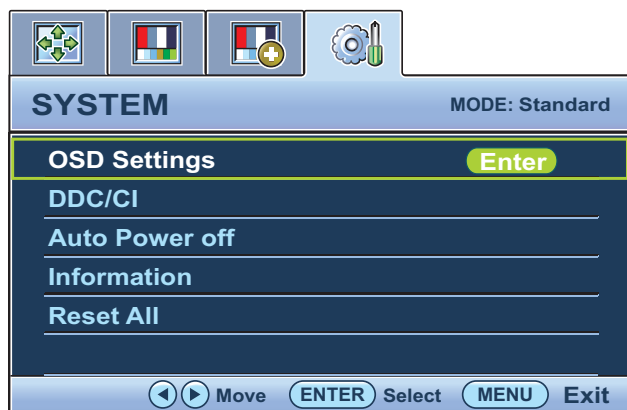 SYSTEM MODE: Standard
OSD Settings Enter
DDC/CI
Auto Power off
Information
Reset All
Move ENTER Select MENU Exit